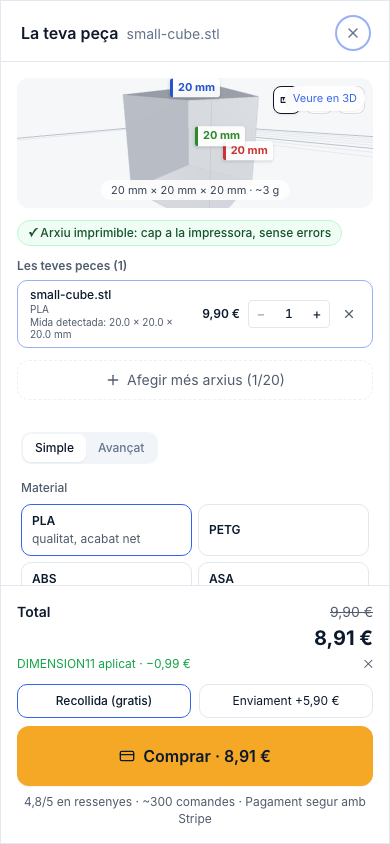 La teva peça small-cube.stl
20 mm
Veure en 3D
20 mm
20 mm
20 mm × 20 mm × 20 mm · ~3 g
✓ Arxiu imprimible: cap a la impressora, sense errors
Les teves peces (1)
small-cube.stl
PLA
Mida detectada: 20.0 × 20.0 ×
20.0 mm
9,90 € − 1 + ×
+ Afegir més arxius (1/20)
Simple Avançat
Material
PLA
qualitat, acabat net
PETG
ABS ASA
Total 9,90 €
8,91 €
DIMENSION11 aplicat · −0,99 € ×
Recollida (gratis) Enviament +5,90 €
Comprar · 8,91 €
4,8/5 en ressenyes · ~300 comandes · Pagament segur amb
Stripe